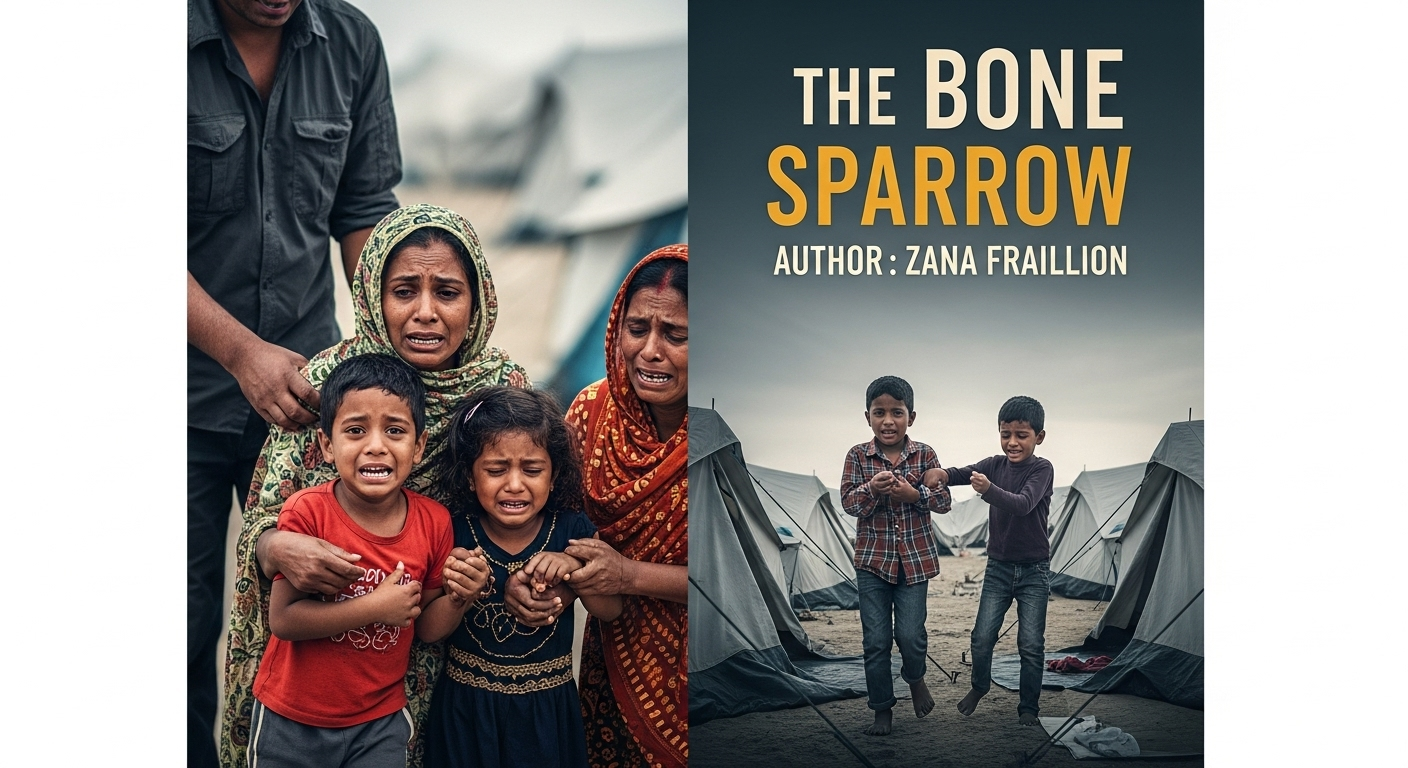 THE BONE
SPARROW
AUTHOR : ZANA FRAILLION